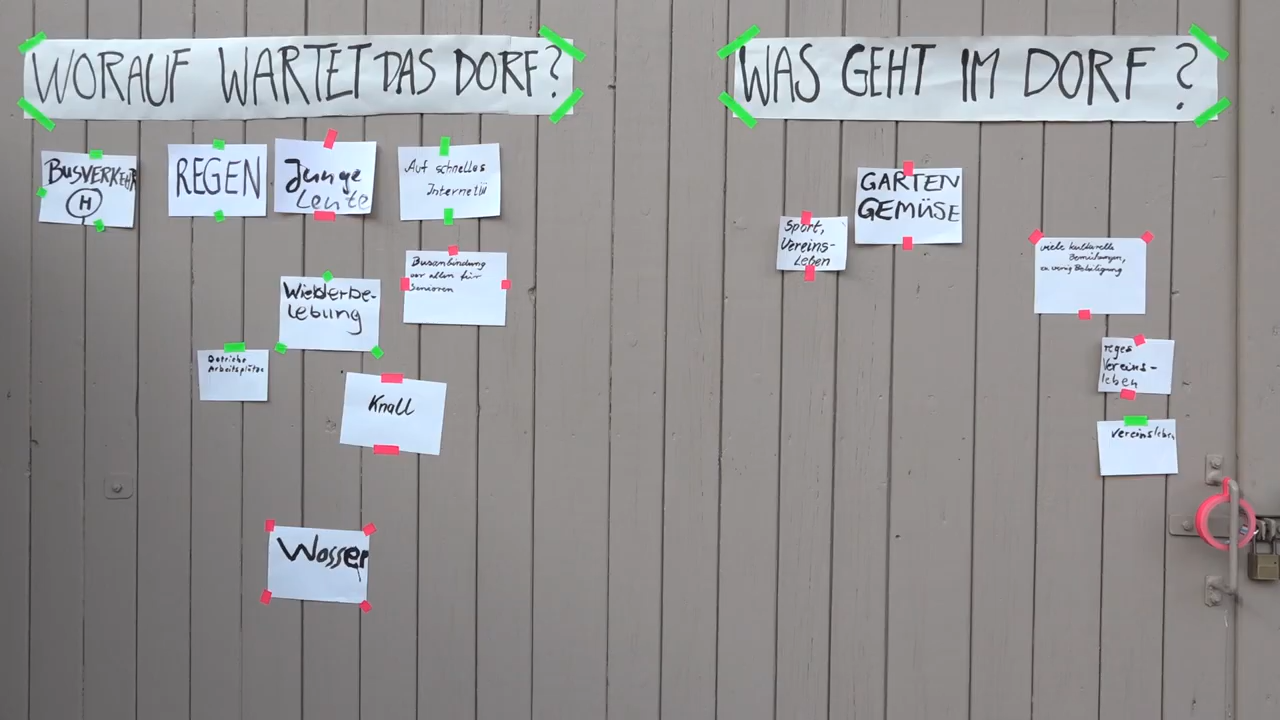 WORAUF WARTET DAS DORF?
BUSVERKEHR
H
REGEN
Junge
Leute
Auf schnelles
Internet!!!
Busanbindung
vor allem für
Senioren
Wiederbe-
lebung
Betriebe
Arbeitsplätze
Knall
Wasser
WAS GEHT IM DORF?
Sport,
Vereins-
Leben
GARTEN
GEMÜSE
viele kulturelle
Bemühungen,
zu wenig Beteiligung
reges
Vereins-
leben
Vereinsleben